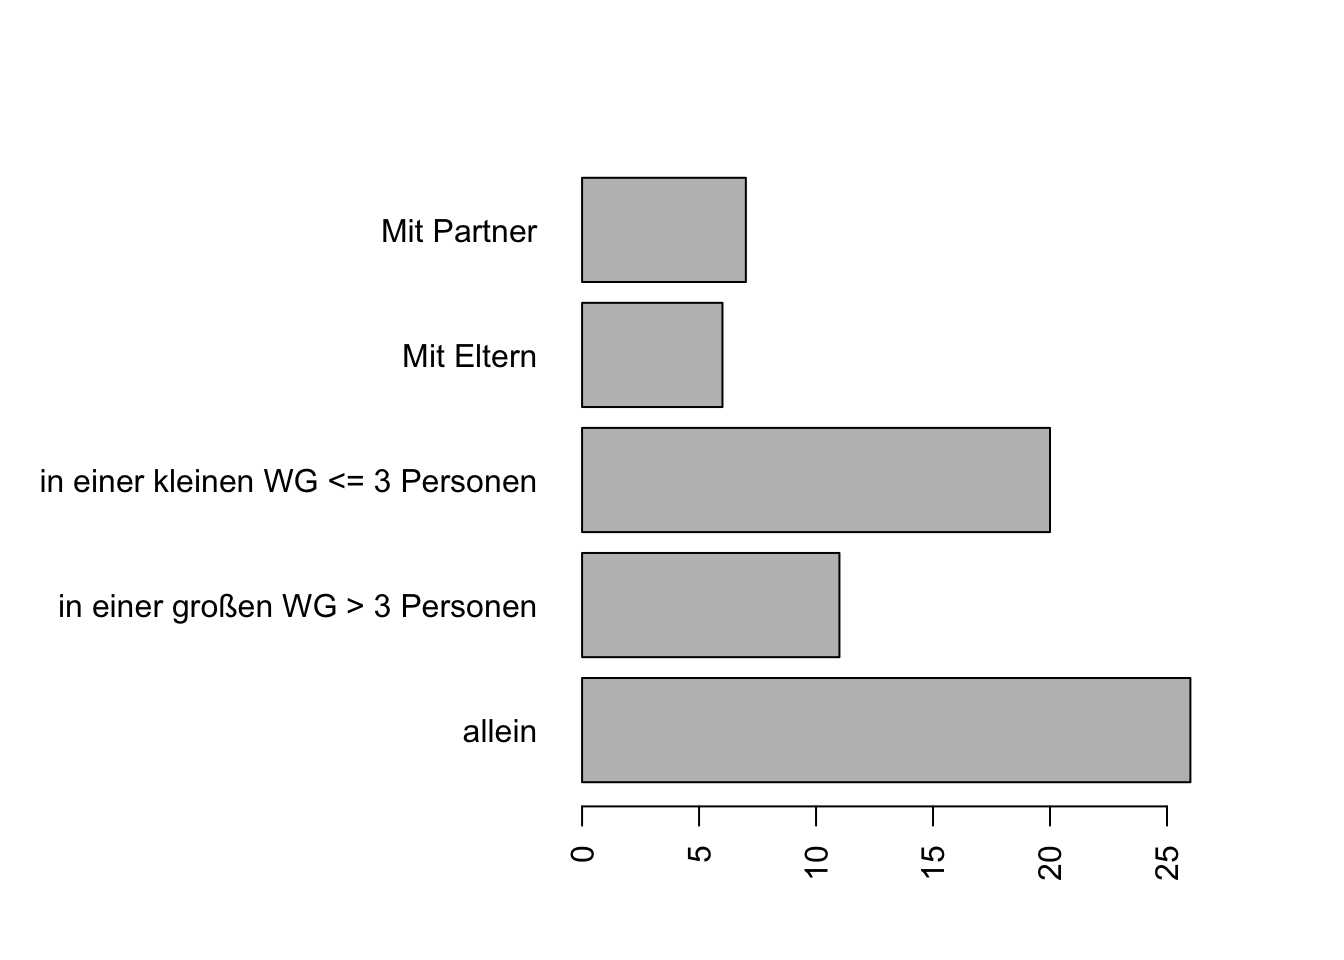 Mit Partner
Mit Eltern
in einer kleinen WG <= 3 Personen
in einer großen WG > 3 Personen
allein
0
5
10
15
20
25